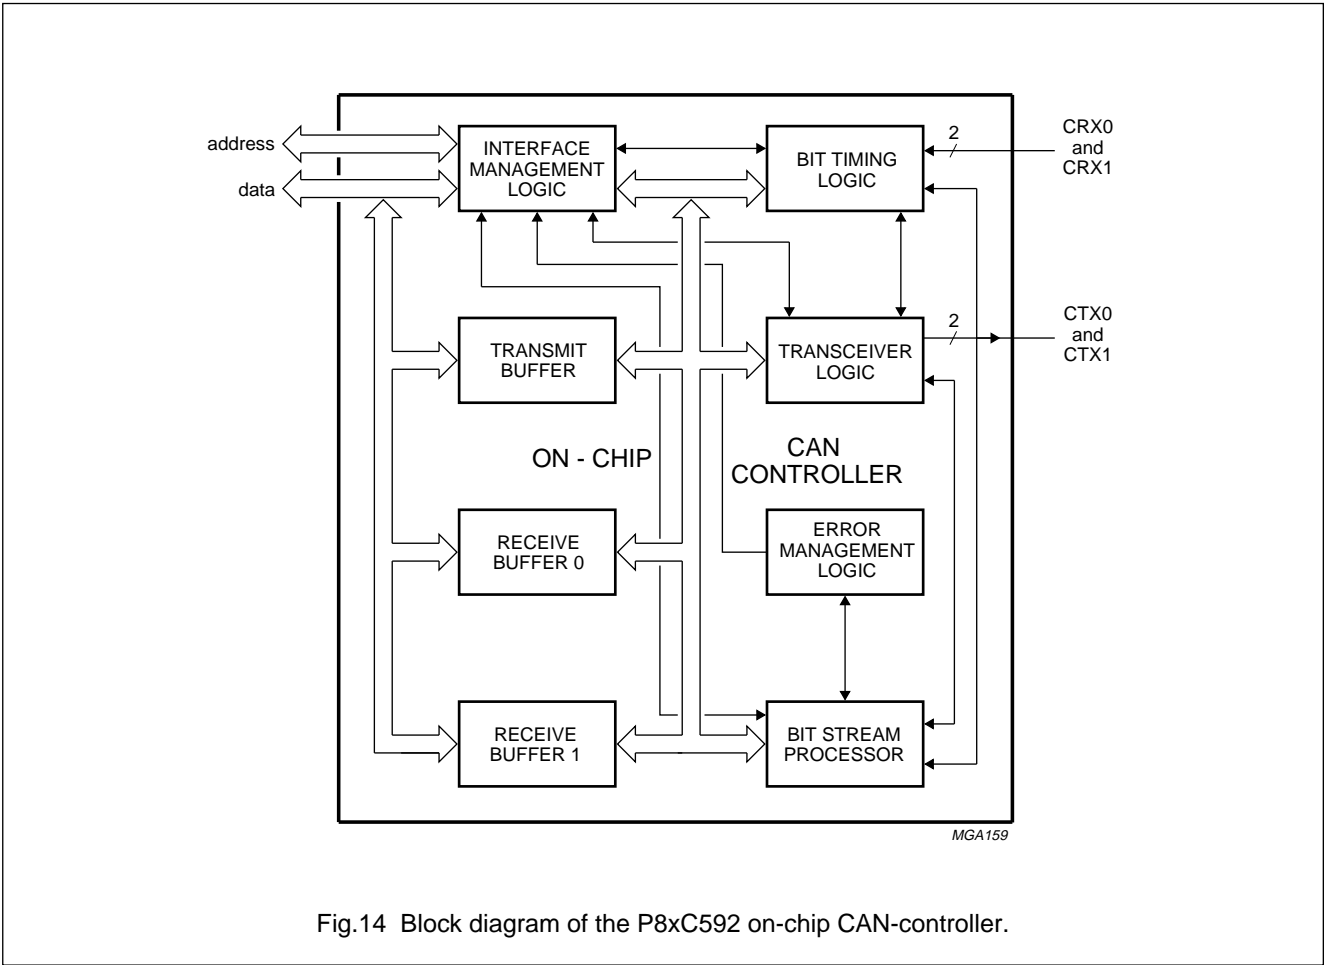 address
data
INTERFACE
MANAGEMENT
LOGIC
BIT TIMING
LOGIC
2
CRX0
and
CRX1
TRANSMIT
BUFFER
TRANSCEIVER
LOGIC
2
CTX0
and
CTX1
ON - CHIP
CAN
CONTROLLER
RECEIVE
BUFFER 0
ERROR
MANAGEMENT
LOGIC
RECEIVE
BUFFER 1
BIT STREAM
PROCESSOR
MGA159
Fig.14 Block diagram of the P8xC592 on-chip CAN-controller.